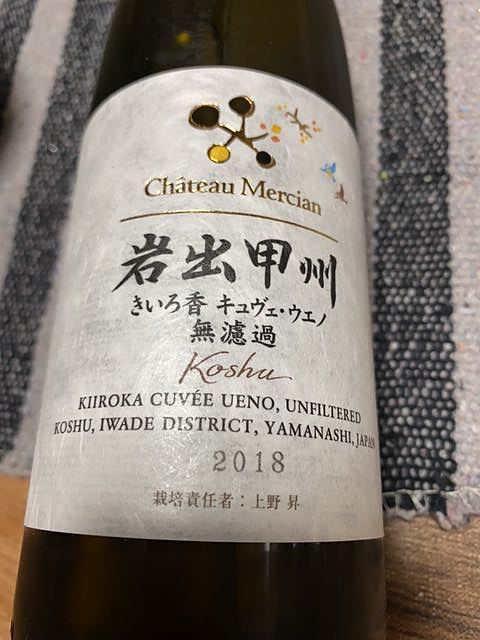 Château Mercian
岩出甲州
きいろ香 キュヴェ・ウエノ
無濾過
Koshu
KIIROKA CUVÉE UENO, UNFILTERED
KOSHU, IWADE DISTRICT, YAMANASHI, JAPAN
2018
栽培責任者：上野 昇